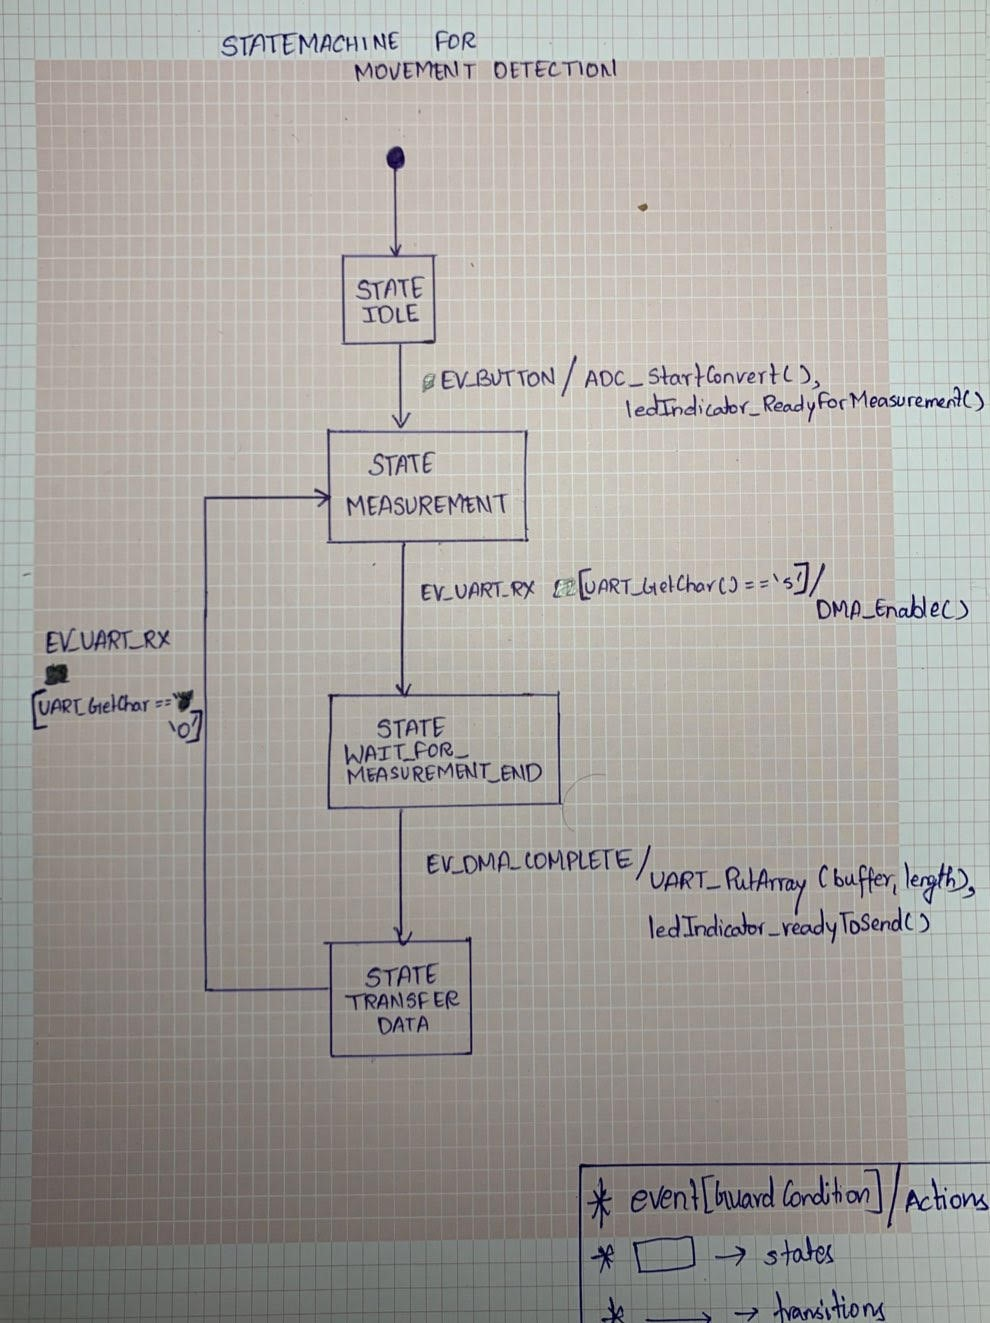 STATEMACHINE FOR
MOVEMENT DETECTION
STATE
IDLE
EV_BUTTON / ADC_StartConvert(),
ledIndicator_ReadyForMeasurement()
STATE
MEASUREMENT
EV_UART_RX [UART_GetChar() == 's'] /
DMA_Enable()
EV_UART_RX
[UART_GetChar ==
'O']
STATE
WAIT_FOR_
MEASUREMENT_END
EV_DMA_COMPLETE /
UART_PutArray (buffer, length),
ledIndicator_readyToSend()
STATE
TRANSFER
DATA
* event[Guard Condition] / Actions
* → states
* → transitions